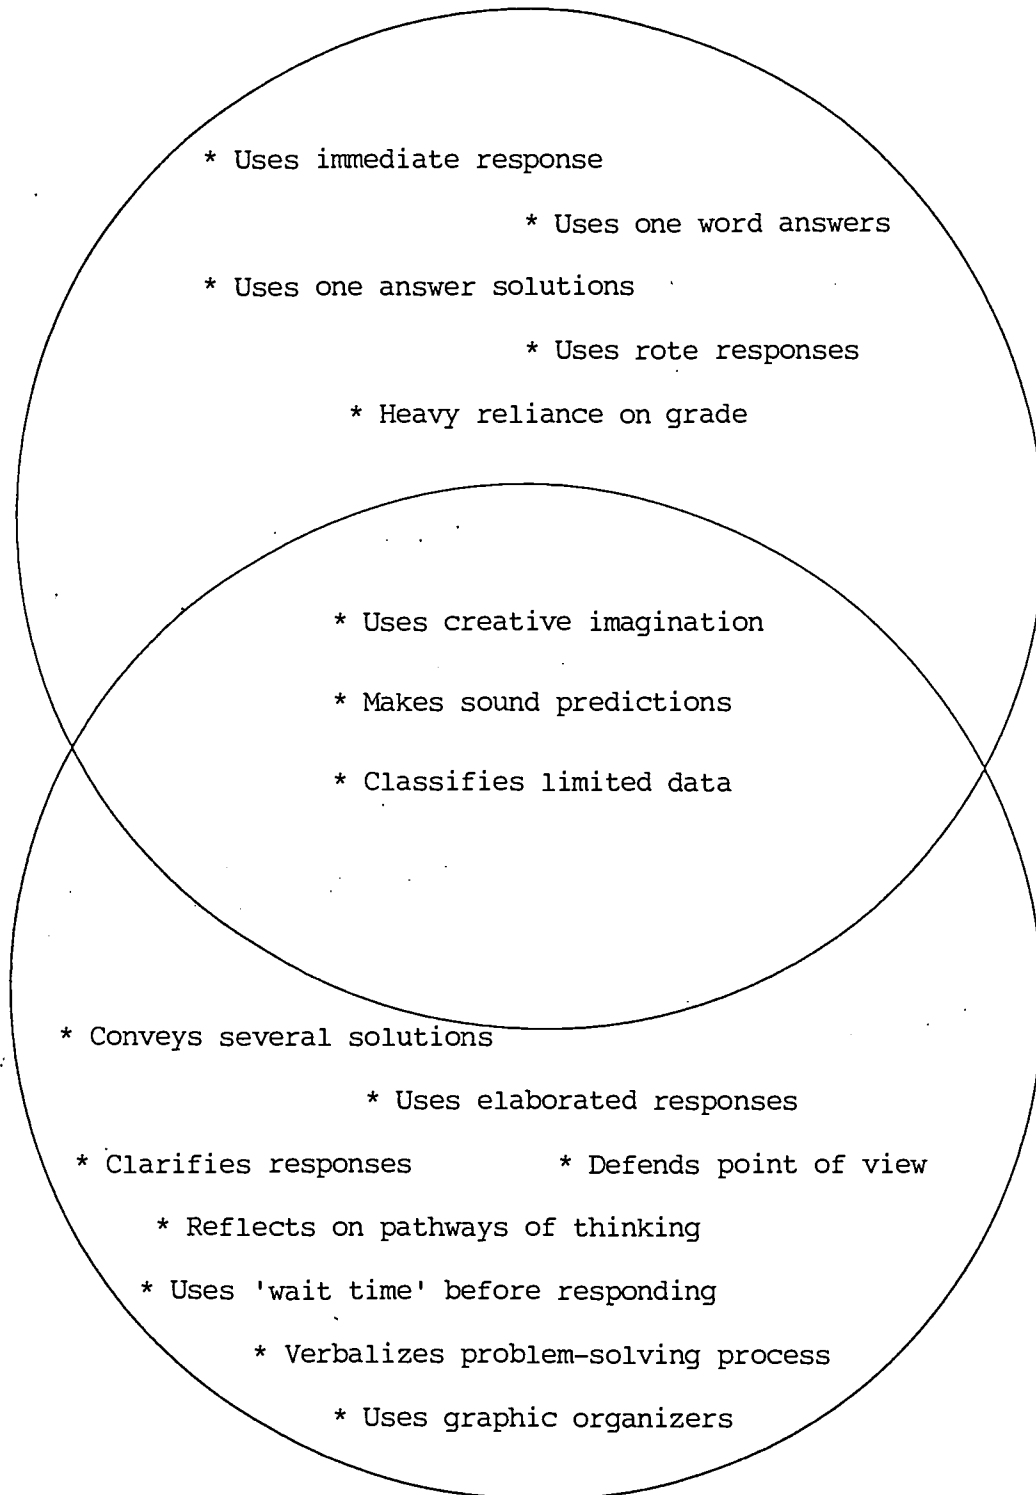 * Uses immediate response
* Uses one word answers
* Uses one answer solutions
* Uses rote responses
* Heavy reliance on grade
* Uses creative imagination
* Makes sound predictions
* Classifies limited data
* Conveys several solutions
* Uses elaborated responses
* Clarifies responses * Defends point of view
* Reflects on pathways of thinking
* Uses 'wait time' before responding
* Verbalizes problem-solving process
* Uses graphic organizers